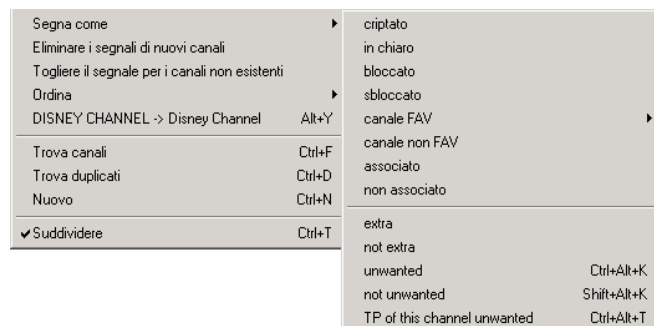 Segna come
Eliminare i segnali di nuovi canali
Togliere il segnale per i canali non esistenti
Ordina
DISNEY CHANNEL -> Disney Channel Alt+Y
Trova canali Ctrl+F
Trova duplicati Ctrl+D
Nuovo Ctrl+N
Suddividere Ctrl+T
criptato
in chiaro
bloccato
sbloccato
canale FAV
canale non FAV
associato
non associato
extra
not extra
unwanted Ctrl+Alt+K
not unwanted Shift+Alt+K
TP of this channel unwanted Ctrl+Alt+T